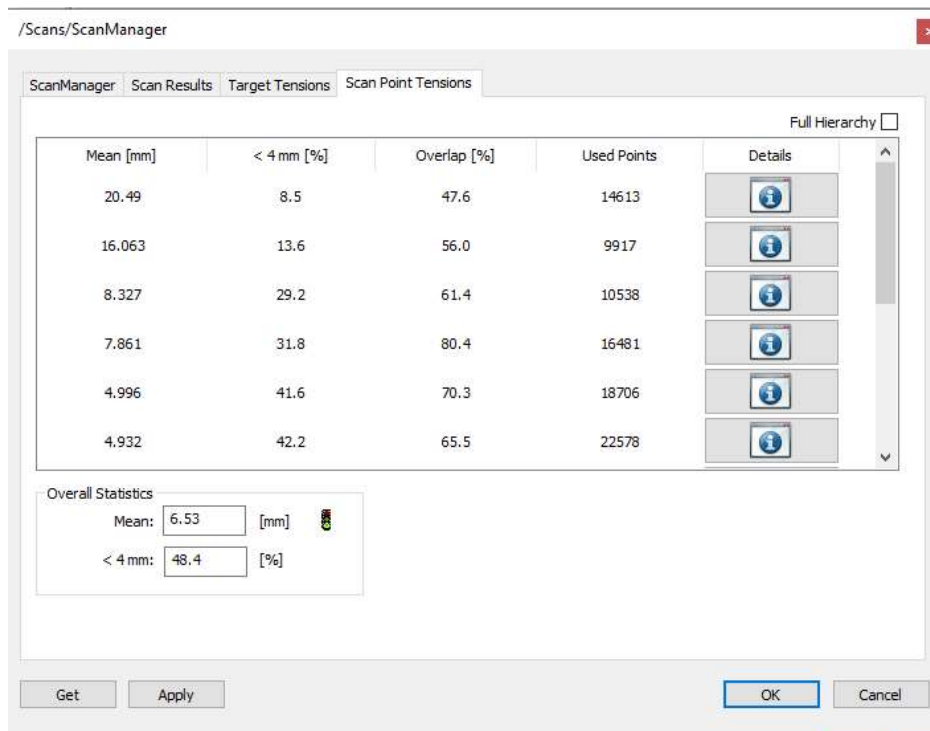 /Scans/ScanManager
ScanManager Scan Results Target Tensions Scan Point Tensions
Full Hierarchy
Mean [mm] < 4 mm [%] Overlap [%] Used Points Details
20.49 8.5 47.6 14613
16.063 13.6 56.0 9917
8.327 29.2 61.4 10538
7.861 31.8 80.4 16481
4.996 41.6 70.3 18706
4.932 42.2 65.5 22578
Overall Statistics
Mean: 6.53 [mm]
< 4 mm: 48.4 [%]
Get Apply OK Cancel